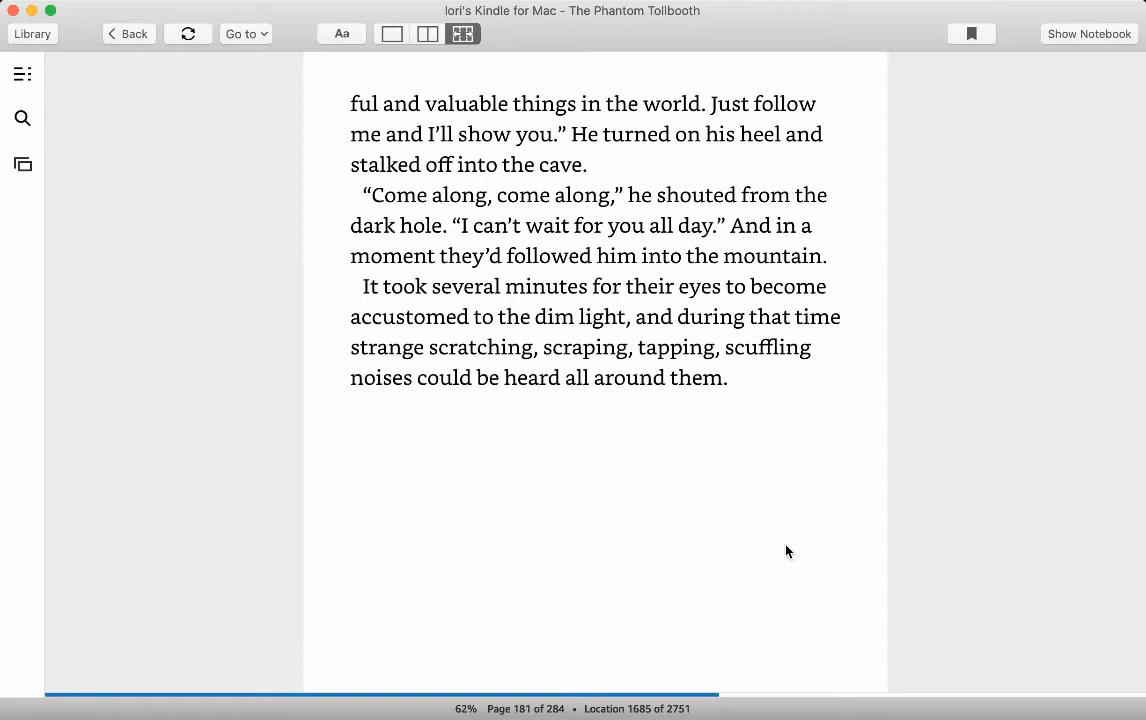 lori's Kindle for Mac - The Phantom Tollbooth
Library
Back
Go to
Aa
Show Notebook
ful and valuable things in the world. Just follow
me and I’ll show you.” He turned on his heel and
stalked off into the cave.
“Come along, come along,” he shouted from the
dark hole. “I can’t wait for you all day.” And in a
moment they’d followed him into the mountain.
It took several minutes for their eyes to become
accustomed to the dim light, and during that time
strange scratching, scraping, tapping, scuffling
noises could be heard all around them.
62% Page 181 of 284 • Location 1685 of 2751